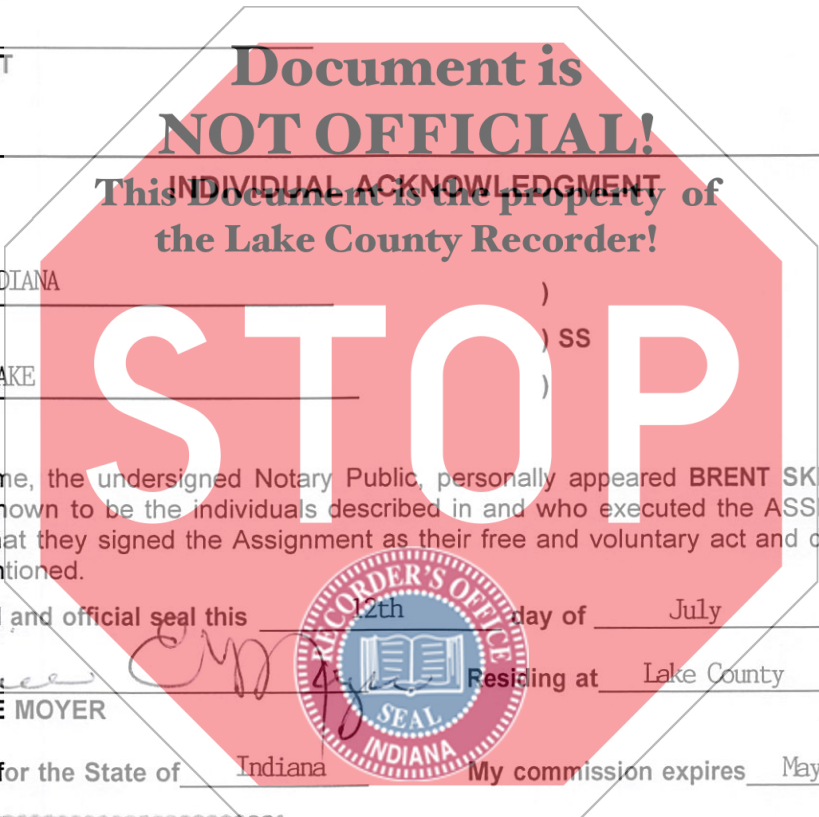 T
Document is
NOT OFFICIAL!
INDIVIDUAL ACKNOWLEDGMENT
This Document is the property of
the Lake County Recorder!
DIANA )
) SS
AKE )
STOP
me, the undersigned Notary Public, personally appeared BRENT SK
nown to be the individuals described in and who executed the ASS
at they signed the Assignment as their free and voluntary act and d
ntioned.
and official seal this 12th day of July
Residing at Lake County
E MOYER
for the State of Indiana My commission expires May
RECORDER'S OFFICE
SEAL
INDIANA